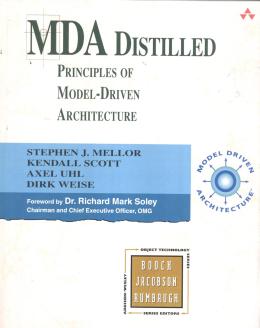 MDA DISTILLED
PRINCIPLES OF
MODEL-DRIVEN
ARCHITECTURE
STEPHEN J. MELLOR
KENDALL SCOTT
AXEL UHL
DIRK WEISE
MODEL DRIVEN
ARCHITECTURE
Foreword by Dr. Richard Mark Soley
Chairman and Chief Executive Officer, OMG
OBJECT TECHNOLOGY
SERIES
ADDISON-WESLEY
BOOCH
JACOBSON
RUMBAUGH
SERIES EDITORS